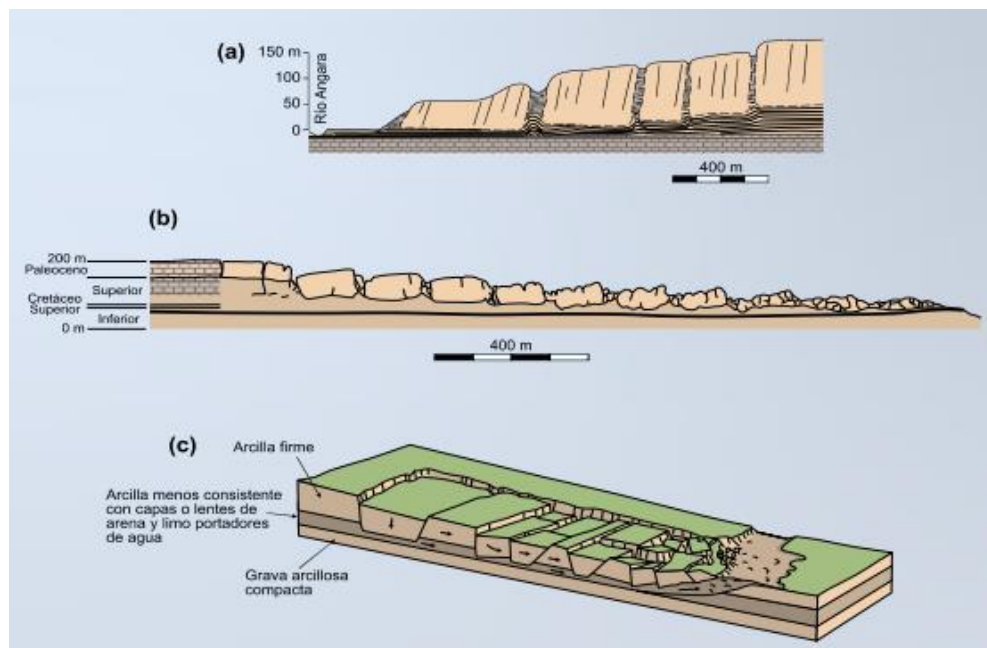 (a)
150 m
100
50
0
Río Angara
400 m
(b)
200 m
Paleoceno
Superior
Cretáceo
Superior
Inferior
0 m
400 m
(c)
Arcilla firme
Arcilla menos consistente
con capas o lentes de
arena y limo portadores
de agua
Grava arcillosa
compacta